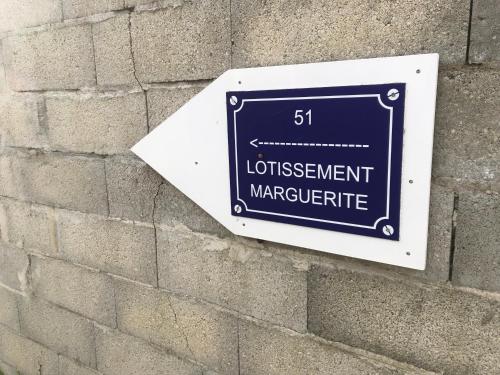 51
<------------------
LOTISSEMENT
MARGUERITE